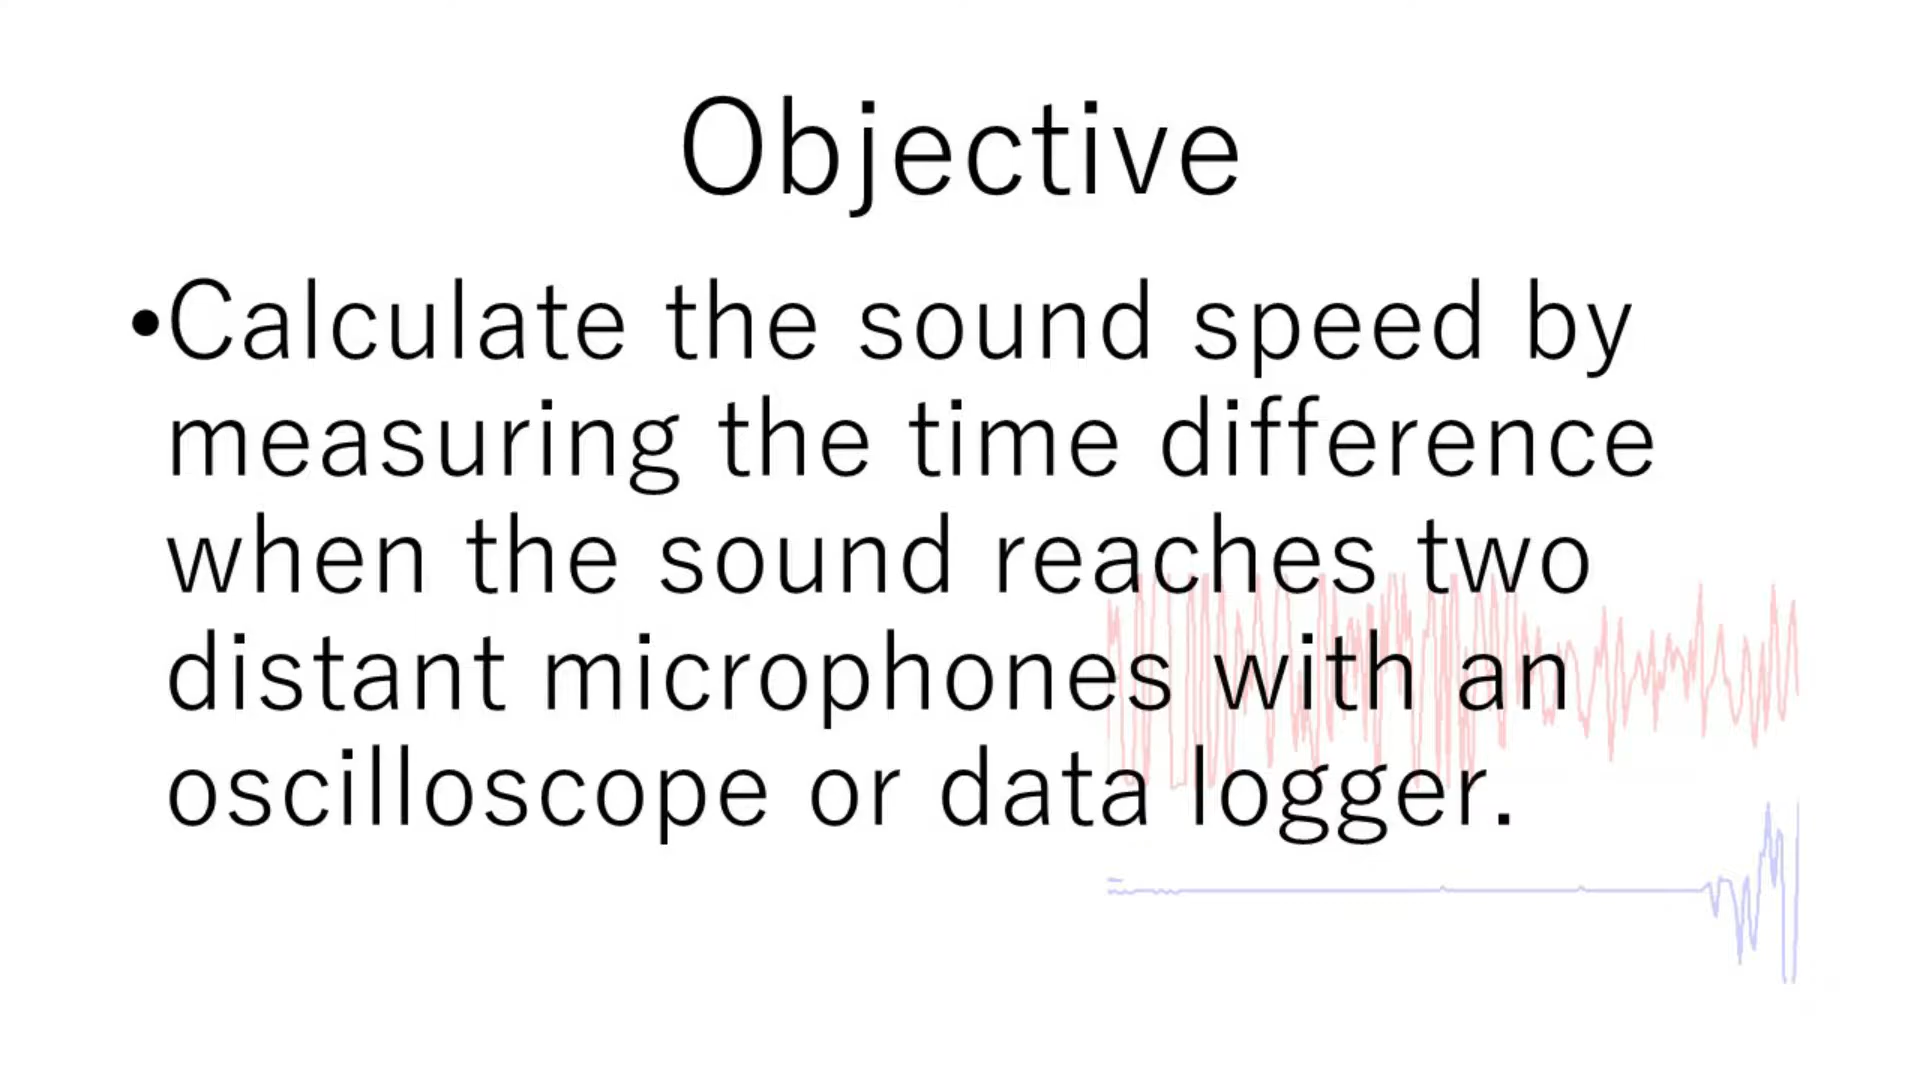 Objective
•Calculate the sound speed by
measuring the time difference
when the sound reaches two
distant microphones with an
oscilloscope or data logger.